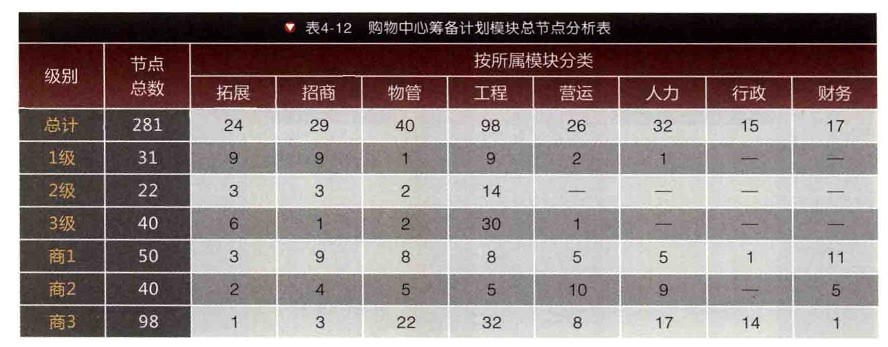 表4-12 购物中心筹备计划模块总节点分析表
级别 节点总数 按所属模块分类
拓展 招商 物管 工程 营运 人力 行政 财务
总计 281 24 29 40 98 26 32 15 17
1级 31 9 9 1 9 2 1 — —
2级 22 3 3 2 14 — — — —
3级 40 6 1 2 30 1 — — —
商1 50 3 9 8 8 5 5 1 11
商2 40 2 4 5 5 10 9 — 5
商3 98 1 3 22 32 8 17 14 1